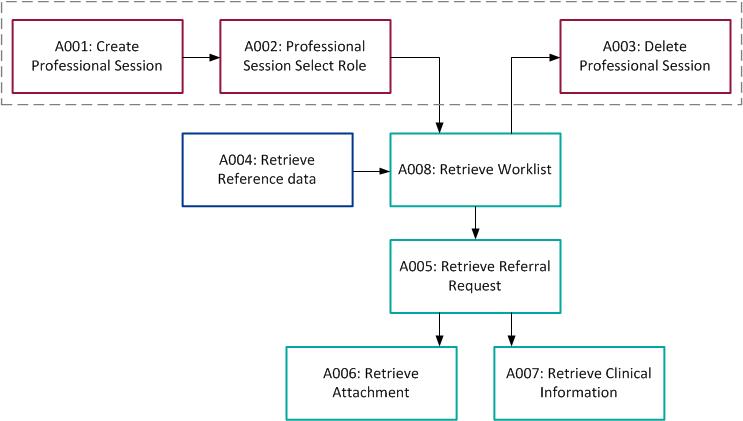 A001: Create
Professional Session
A002: Professional
Session Select Role
A003: Delete
Professional Session
A004: Retrieve
Reference data
A008: Retrieve Worklist
A005: Retrieve Referral
Request
A006: Retrieve
Attachment
A007: Retrieve Clinical
Information